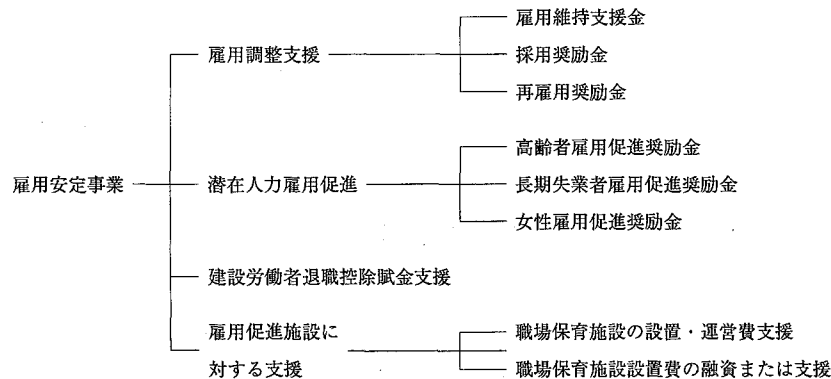 雇用安定事業
雇用調整支援
雇用維持支援金
採用奨励金
再雇用奨励金
潜在人力雇用促進
高齢者雇用促進奨励金
長期失業者雇用促進奨励金
女性雇用促進奨励金
建設労働者退職控除賦金支援
雇用促進施設に
対する支援
職場保育施設の設置・運営費支援
職場保育施設設置費の融資または支援